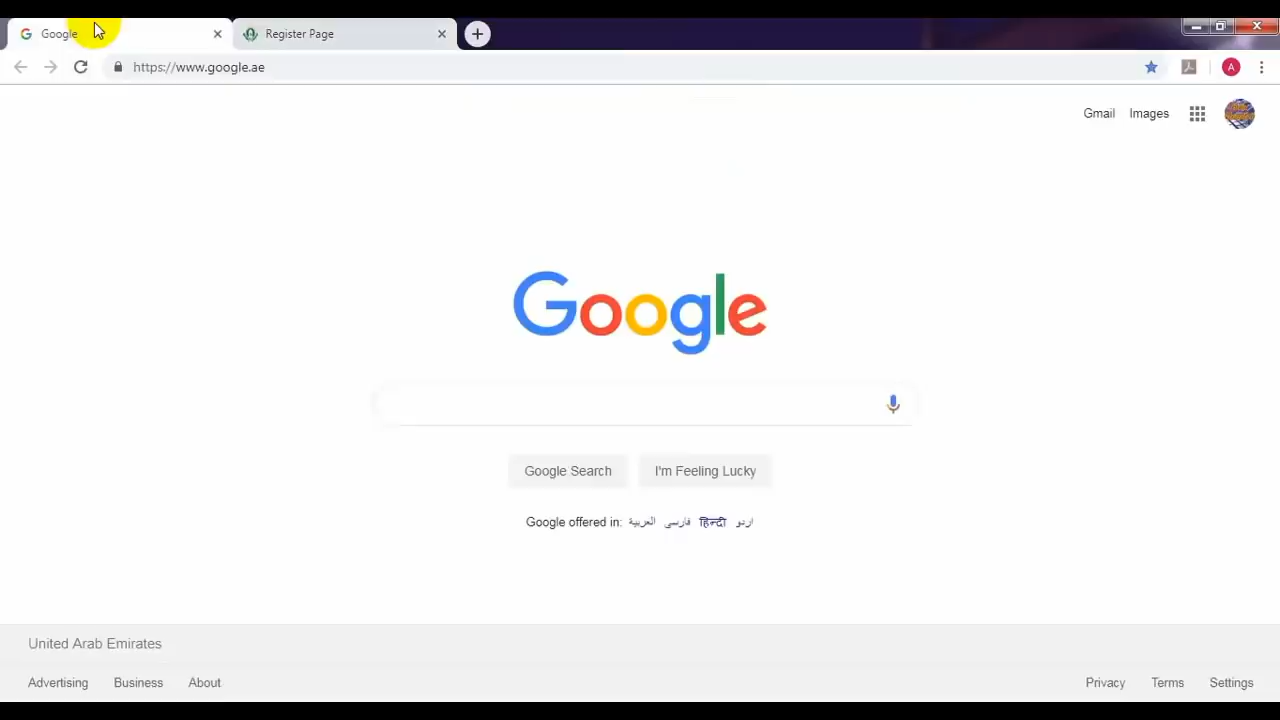 Google
Register Page
https://www.google.ae
A
Gmail Images
Google
Google Search I'm Feeling Lucky
Google offered in: العربية فارسی हिन्दी اردو
United Arab Emirates
Advertising Business About Privacy Terms Settings